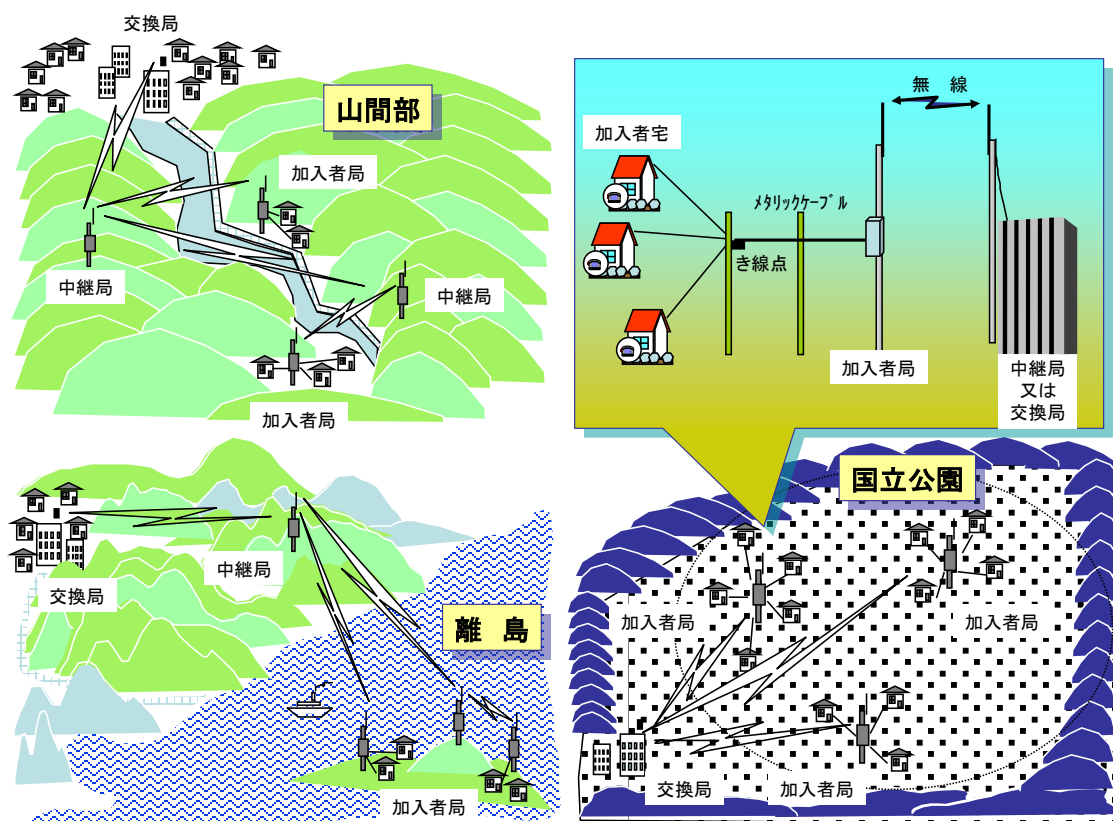 交換局
山間部
加入者局
中継局
中継局
加入者局
無 線
加入者宅
メタリックケーブル
き線点
加入者局
中継局
又は
交換局
中継局
交換局
離 島
加入者局
国立公園
加入者局
加入者局
交換局
加入者局